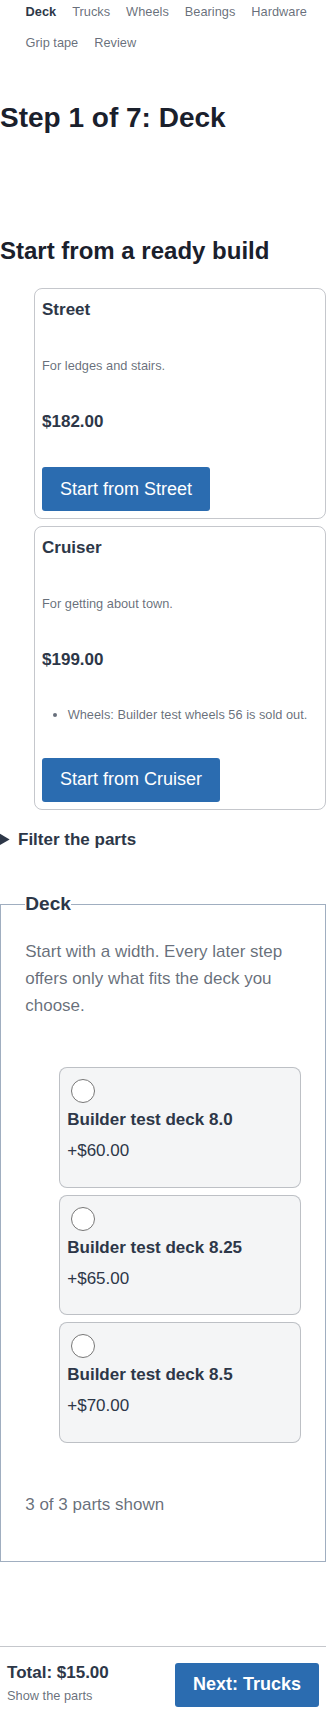 Deck Trucks Wheels Bearings Hardware
Grip tape Review
Step 1 of 7: Deck
Start from a ready build
Street
For ledges and stairs.
$182.00
Start from Street
Cruiser
For getting about town.
$199.00
• Wheels: Builder test wheels 56 is sold out.
Start from Cruiser
Filter the parts
Deck
Start with a width. Every later step
offers only what fits the deck you
choose.
Builder test deck 8.0
+$60.00
Builder test deck 8.25
+$65.00
Builder test deck 8.5
+$70.00
3 of 3 parts shown
Total: $15.00
Show the parts
Next: Trucks